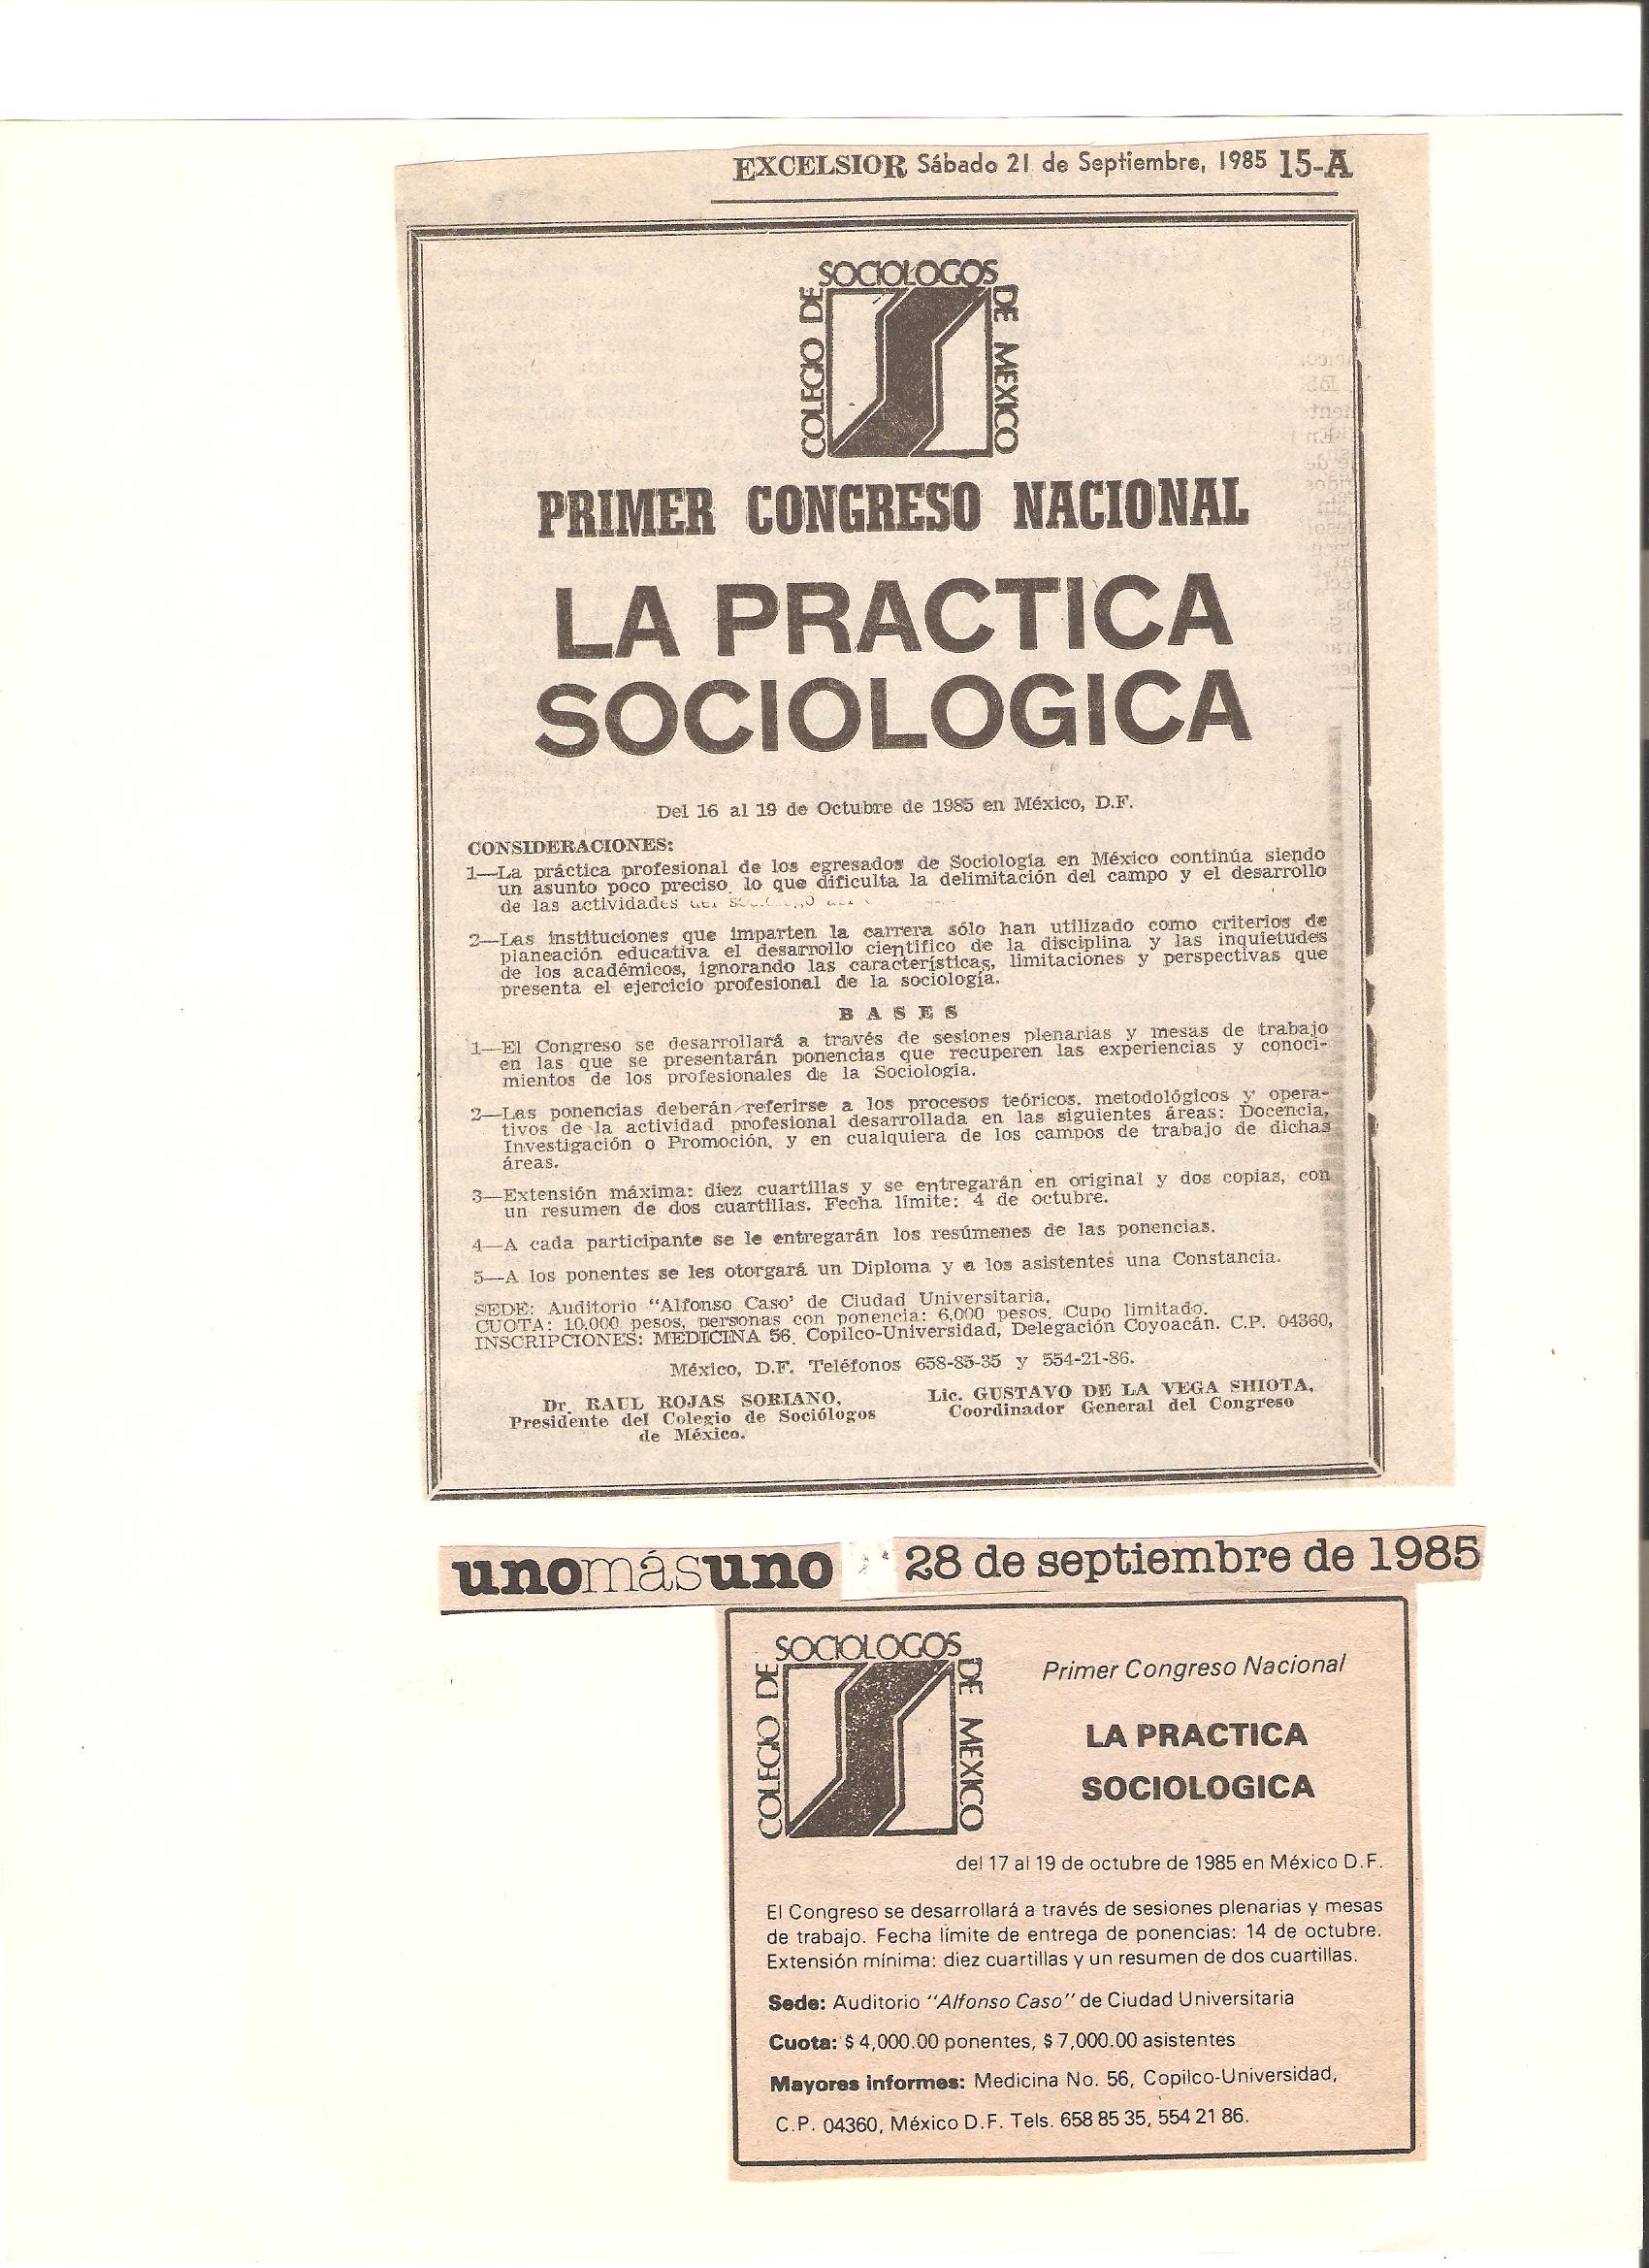 EXCELSIOR Sábado 21 de Septiembre, 1985 15-A
COLEGIO DE SOCIOLOGOS DE MEXICO
PRIMER CONGRESO NACIONAL
LA PRACTICA
SOCIOLOGICA
Del 16 al 19 de Octubre de 1985 en México, D.F.
CONSIDERACIONES:
1—La práctica profesional de los egresados de Sociología en México continúa siendo
un asunto poco preciso, lo que dificulta la delimitación del campo y el desarrollo
de las actividades
2—Las instituciones que imparten la carrera sólo han utilizado como criterios de
planeación educativa el desarrollo científico de la disciplina y las inquietudes
de los académicos, ignorando las características, limitaciones y perspectivas que
presenta el ejercicio profesional de la sociología.
BASES
1—El Congreso se desarrollará a través de sesiones plenarias y mesas de trabajo
en las que se presentarán ponencias que recuperen las experiencias y conoci-
mientos de los profesionales de la Sociología.
2—Las ponencias deberán referirse a los procesos teóricos, metodológicos y opera-
tivos de la actividad profesional desarrollada en las siguientes áreas: Docencia,
Investigación o Promoción, y en cualquiera de los campos de trabajo de dichas
áreas.
3—Extensión máxima: diez cuartillas y se entregarán en original y dos copias, con
un resumen de dos cuartillas. Fecha límite: 4 de octubre.
4—A cada participante se le entregarán los resúmenes de las ponencias.
5—A los ponentes se les otorgará un Diploma y a los asistentes una Constancia.
SEDE: Auditorio "Alfonso Caso' de Ciudad Universitaria.
CUOTA: 10,000 pesos, personas con ponencia: 6,000 pesos. Cupo limitado.
INSCRIPCIONES: MEDICINA 56, Copilco-Universidad, Delegación Coyoacán. C.P. 04360,
México, D.F. Teléfonos 658-85-35 y 554-21-86.
Dr. RAUL ROJAS SORIANO,
Presidente del Colegio de Sociólogos
de México.
Lic. GUSTAVO DE LA VEGA SHIOTA,
Coordinador General del Congreso
unomásuno 28 de septiembre de 1985
COLEGIO DE SOCIOLOGOS DE MEXICO
Primer Congreso Nacional
LA PRACTICA
SOCIOLOGICA
del 17 al 19 de octubre de 1985 en México D.F.
El Congreso se desarrollará a través de sesiones plenarias y mesas
de trabajo. Fecha límite de entrega de ponencias: 14 de octubre.
Extensión mínima: diez cuartillas y un resumen de dos cuartillas.
Sede: Auditorio "Alfonso Caso" de Ciudad Universitaria
Cuota: $ 4,000.00 ponentes, $ 7,000.00 asistentes
Mayores informes: Medicina No. 56, Copilco-Universidad,
C.P. 04360, México D.F. Tels. 658 85 35, 554 21 86.